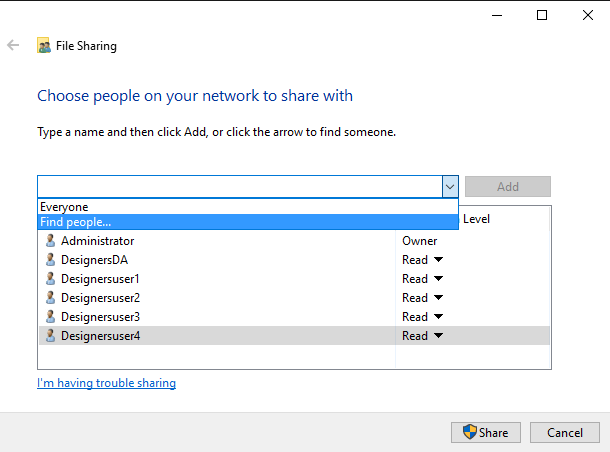 File Sharing
Choose people on your network to share with
Type a name and then click Add, or click the arrow to find someone.
Add
Everyone
Find people...
Level
Administrator Owner
DesignersDA Read
Designersuser1 Read
Designersuser2 Read
Designersuser3 Read
Designersuser4 Read
I'm having trouble sharing
Share Cancel